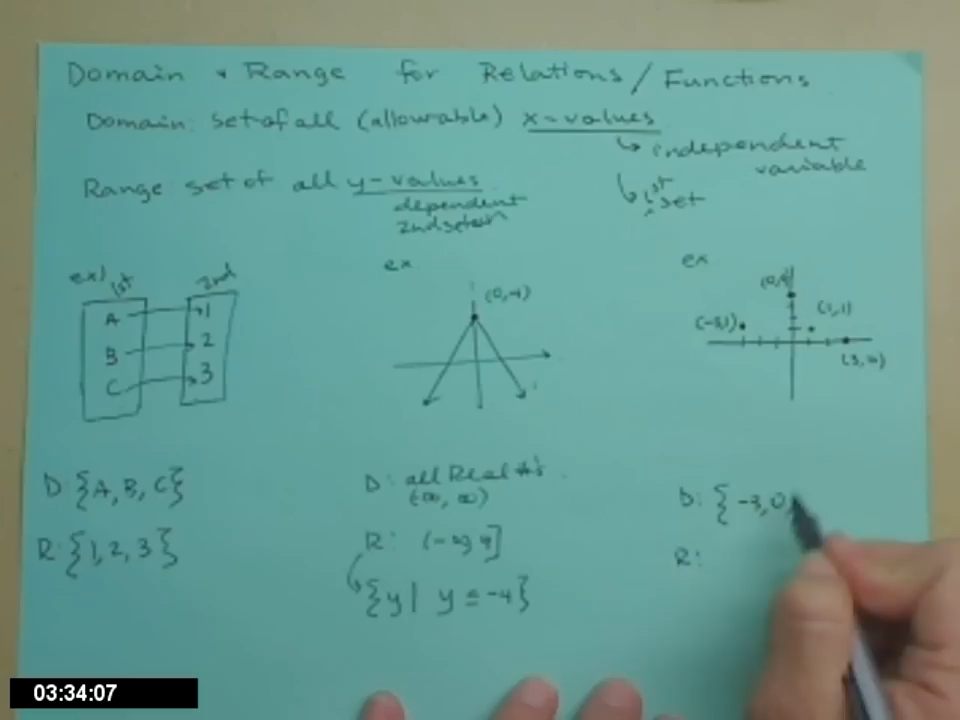 Domain & Range for Relations/Functions
Domain: set of all (allowable) x-values
↳ independent variable
Range: set of all y-values
dependent
2nd set
↳ 1st set
ex) 1st 2nd
A 1
B 2
C 3
ex
(0,-4)
ex
(0,4)
(-3,1)
(1,1)
(3,0)
D {A, B, C}
R {1, 2, 3}
D: all Real #'s
(-∞, ∞)
R: (-∞, 4]
{y | y ≤ -4}
D: {-3, 0,
R:
03:34:07